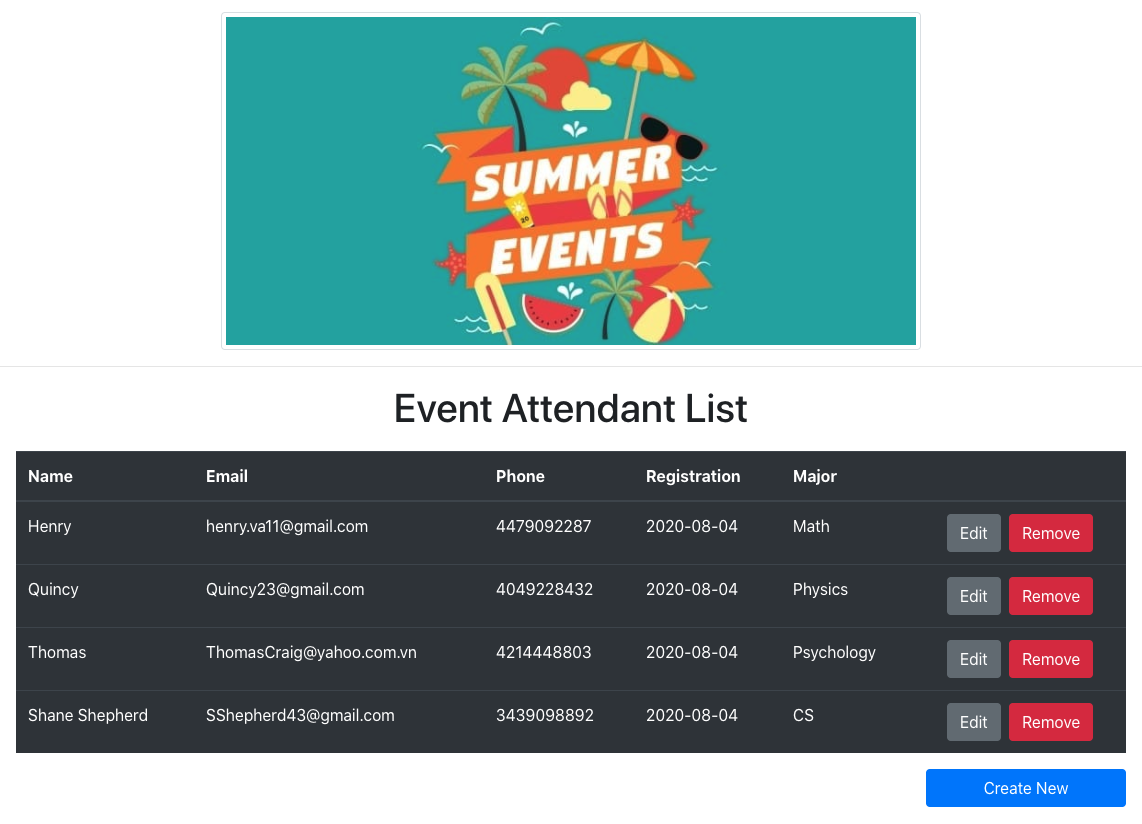 SUMMER
20
EVENTS
Event Attendant List
Name Email Phone Registration Major
Henry henry.va11@gmail.com 4479092287 2020-08-04 Math Edit Remove
Quincy Quincy23@gmail.com 4049228432 2020-08-04 Physics Edit Remove
Thomas ThomasCraig@yahoo.com.vn 4214448803 2020-08-04 Psychology Edit Remove
Shane Shepherd SShepherd43@gmail.com 3439098892 2020-08-04 CS Edit Remove
Create New